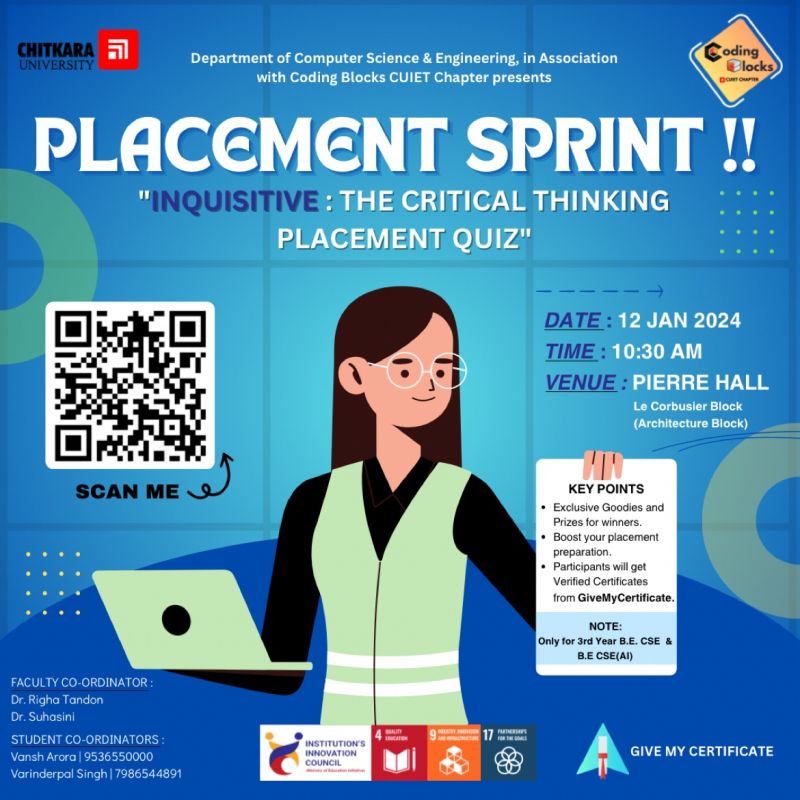 CHITKARA
UNIVERSITY
Department of Computer Science & Engineering, in Association
with Coding Blocks CUIET Chapter presents
Coding
Blocks
CUIET CHAPTER
PLACEMENT SPRINT !!
"INQUISITIVE : THE CRITICAL THINKING
PLACEMENT QUIZ"
SCAN ME
DATE : 12 JAN 2024
TIME : 10:30 AM
VENUE : PIERRE HALL
Le Corbusier Block
(Architecture Block)
KEY POINTS
• Exclusive Goodies and
Prizes for winners.
• Boost your placement
preparation.
• Participants will get
Verified Certificates
from GiveMyCertificate.
NOTE:
Only for 3rd Year B.E. CSE &
B.E CSE(AI)
FACULTY CO-ORDINATOR :
Dr. Righa Tandon
Dr. Suhasini
STUDENT CO-ORDINATORS :
Vansh Arora | 9536550000
Varinderpal Singh | 7986544891
INSTITUTION'S
INNOVATION
COUNCIL
(Ministry of Education Initiative)
4 QUALITY
EDUCATION
9 INDUSTRY, INNOVATION
AND INFRASTRUCTURE
17 PARTNERSHIPS
FOR THE GOALS
GIVE MY CERTIFICATE